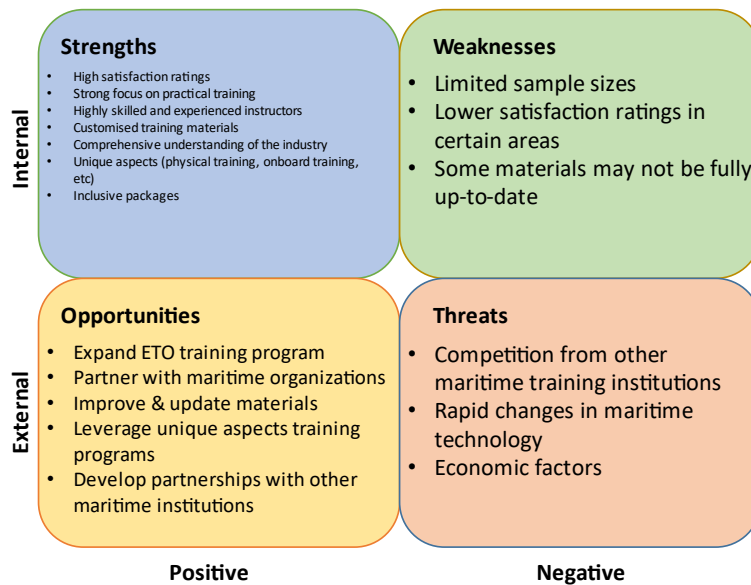 Internal
Strengths
• High satisfaction ratings
• Strong focus on practical training
• Highly skilled and experienced instructors
• Customised training materials
• Comprehensive understanding of the industry
• Unique aspects (physical training, onboard training,
etc)
• Inclusive packages
Weaknesses
• Limited sample sizes
• Lower satisfaction ratings in
certain areas
• Some materials may not be fully
up-to-date
External
Opportunities
• Expand ETO training program
• Partner with maritime organizations
• Improve & update materials
• Leverage unique aspects training
programs
• Develop partnerships with other
maritime institutions
Threats
• Competition from other
maritime training institutions
• Rapid changes in maritime
technology
• Economic factors
Positive
Negative